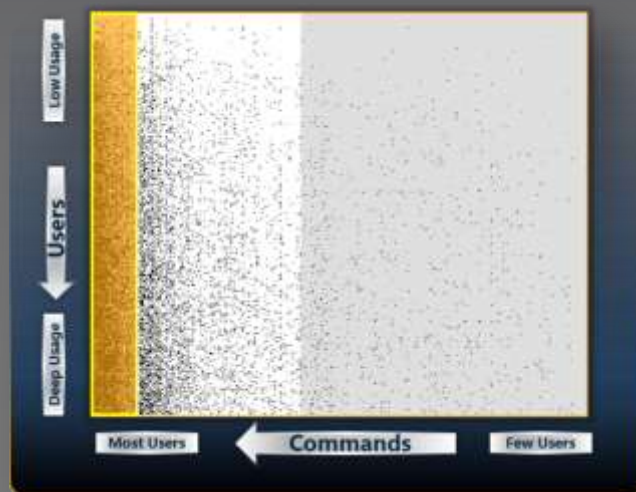 Low Usage
Users
Deep Usage
Most Users
Commands
Few Users